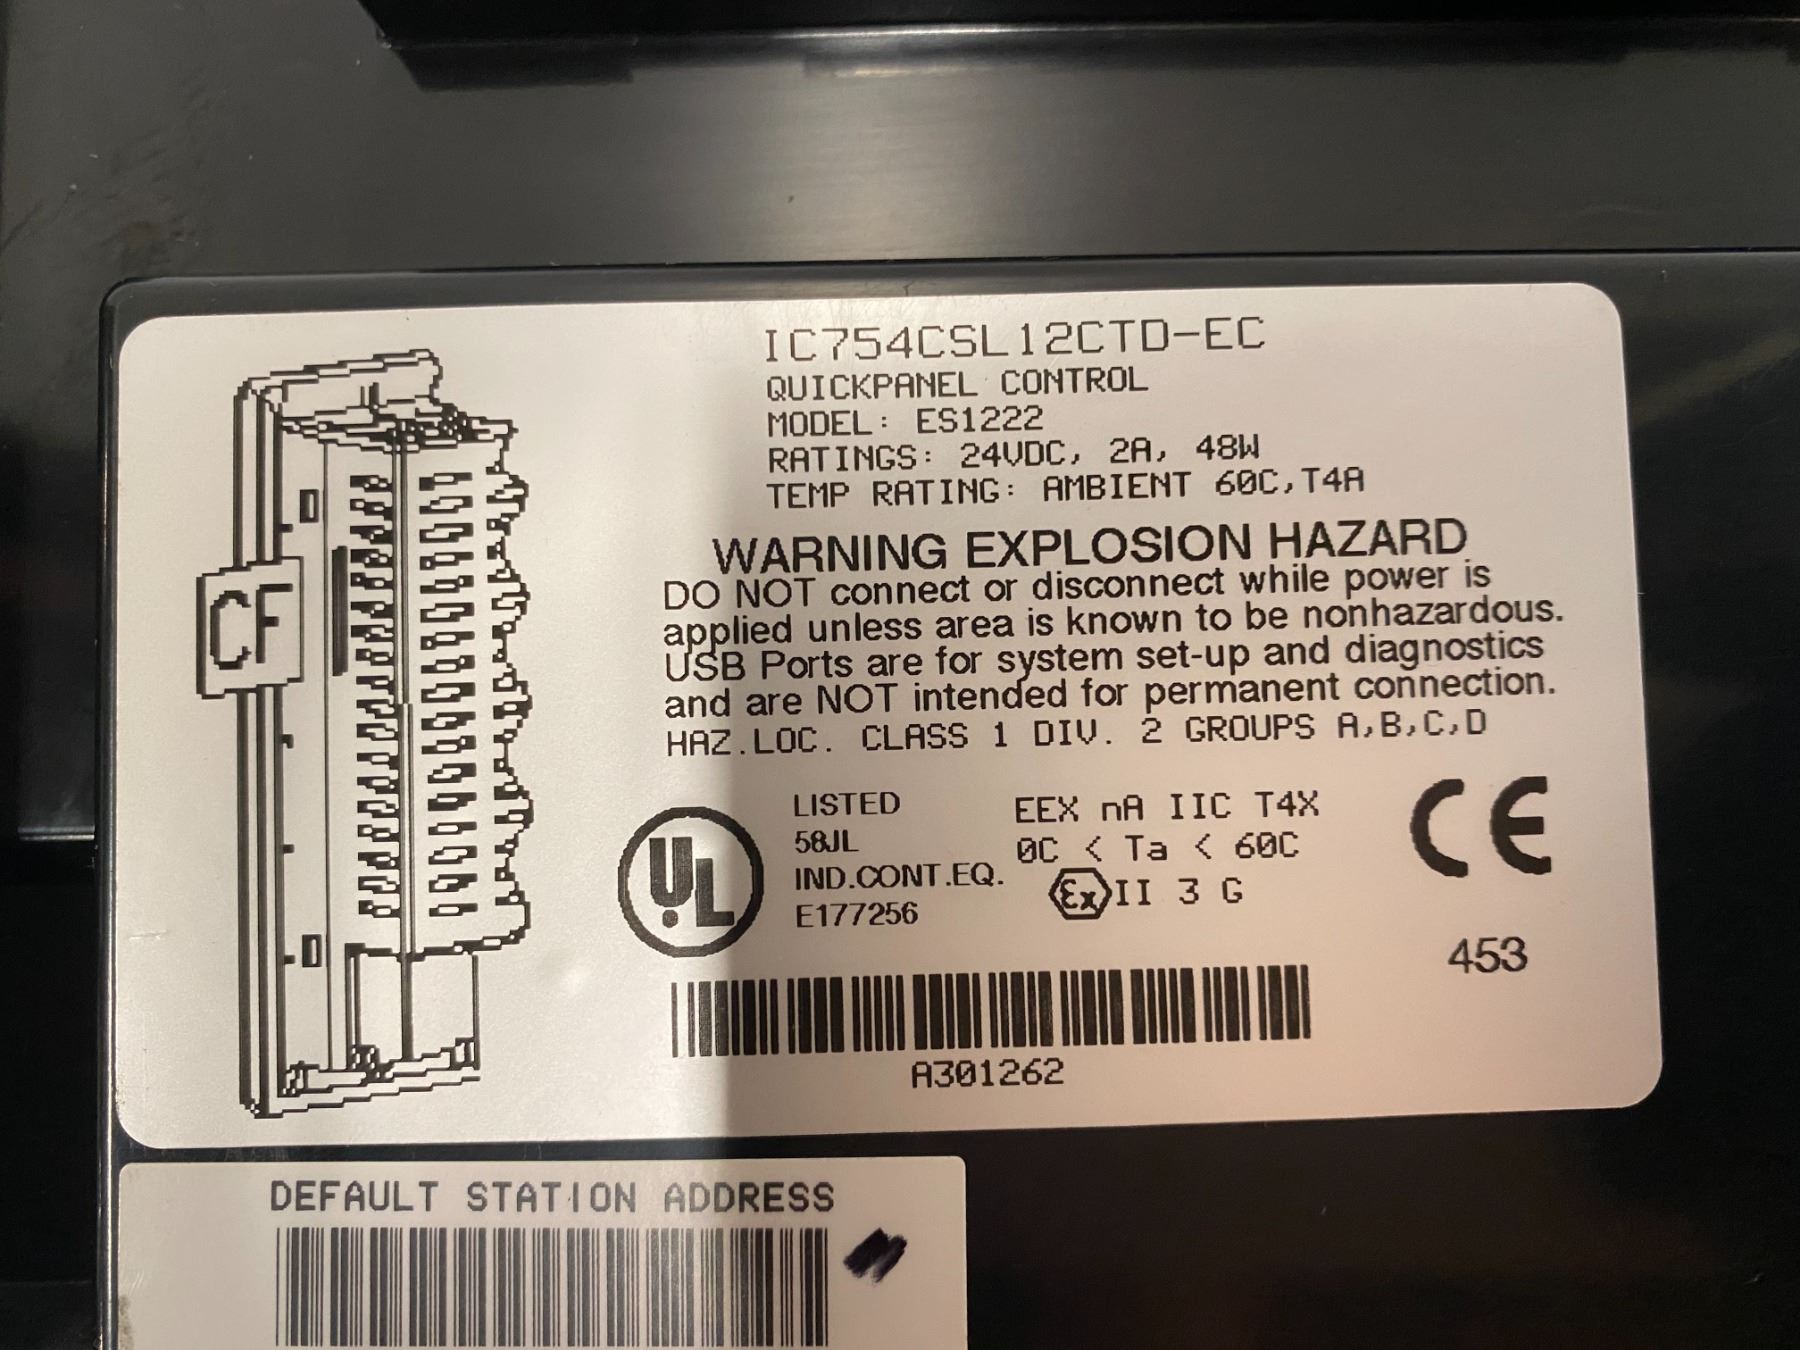 IC754CSL12CTD-EC
QUICKPANEL CONTROL
MODEL: ES1222
RATINGS: 24VDC, 2A, 48W
TEMP RATING: AMBIENT 60C,T4A
WARNING EXPLOSION HAZARD
DO NOT connect or disconnect while power is
applied unless area is known to be nonhazardous.
USB Ports are for system set-up and diagnostics
and are NOT intended for permanent connection.
HAZ.LOC. CLASS 1 DIV. 2 GROUPS A,B,C,D
CF
UL
LISTED
58JL
IND.CONT.EQ.
E177256
EEX nA IIC T4X
0C < Ta < 60C
Ex II 3 G
CE
453
A301262
DEFAULT STATION ADDRESS